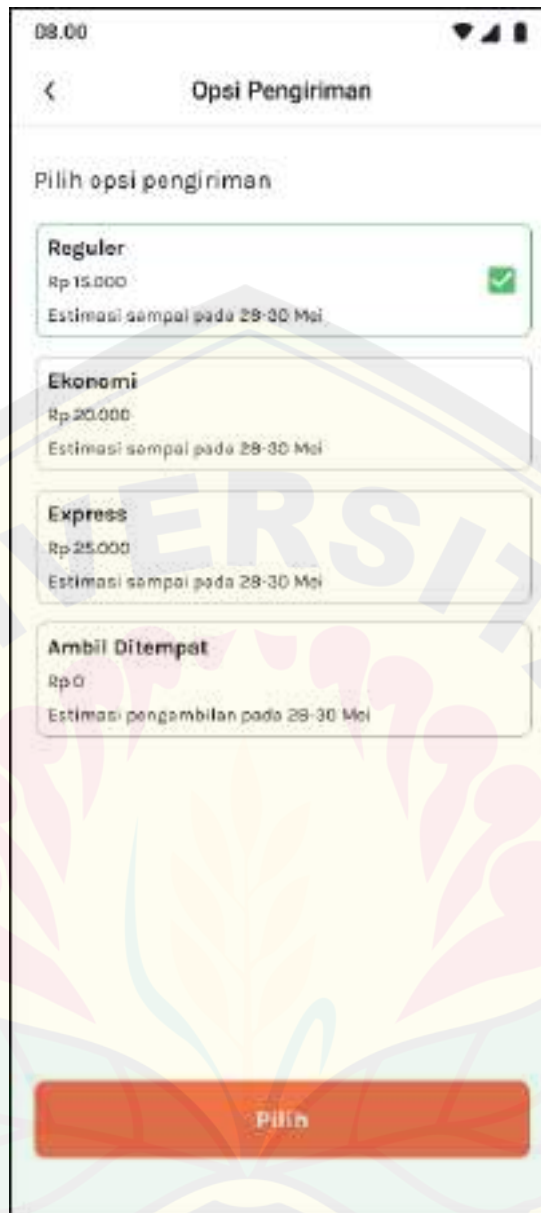 08.00
Opsi Pengiriman
Pilih opsi pengiriman
Reguler
Rp 15.000
Estimasi sampai pada 28-30 Mei
Ekonomi
Rp 20.000
Estimasi sampai pada 28-30 Mei
Express
Rp 25.000
Estimasi sampai pada 28-30 Mei
Ambil Ditempat
Rp 0
Estimasi pengambilan pada 28-30 Mei
Pilih